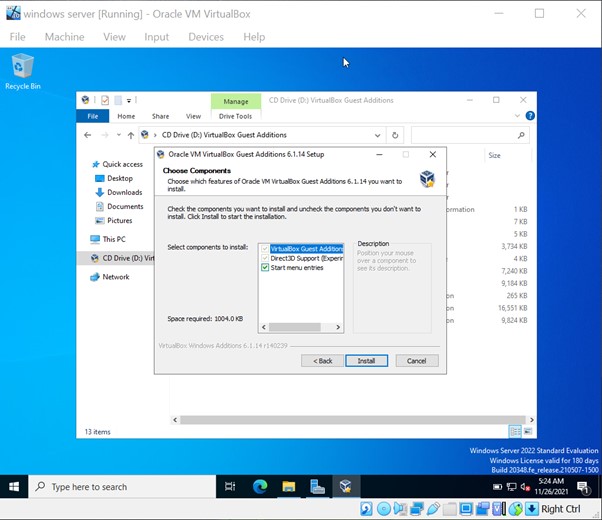 windows server [Running] - Oracle VM VirtualBox
File Machine View Input Devices Help
Recycle Bin
Manage
CD Drive (D:) VirtualBox Guest Additions
File Home Share View Drive Tools
CD Drive (D:) VirtualBox Guest Additions
Quick access
Desktop
Downloads
Documents
Pictures
This PC
CD Drive (D:) Virt
Network
Oracle VM VirtualBox Guest Additions 6.1.14 Setup
Choose Components
Choose which features of Oracle VM VirtualBox Guest Additions 6.1.14 you want to
install.
Check the components you want to install and uncheck the components you don't want to
install. Click Install to start the installation.
Select components to install:
VirtualBox Guest Additions
Direct3D Support (Experir
Start menu entries
Description
Position your mouse
over a component to
see its description.
Space required: 1004.0 KB
VirtualBox Windows Additions 6.1.14 r140239
< Back Install Cancel
Size
ormation 1 KB
7 KB
5 KB
on 3,734 KB
e 4 KB
on 7,240 KB
on 9,184 KB
on 265 KB
on 16,551 KB
on 9,824 KB
13 items
Windows Server 2022 Standard Evaluation
Windows License valid for 180 days
Build 20348.fe_release.210507-1500
Type here to search
5:24 AM
11/26/2021
1
Right Ctrl